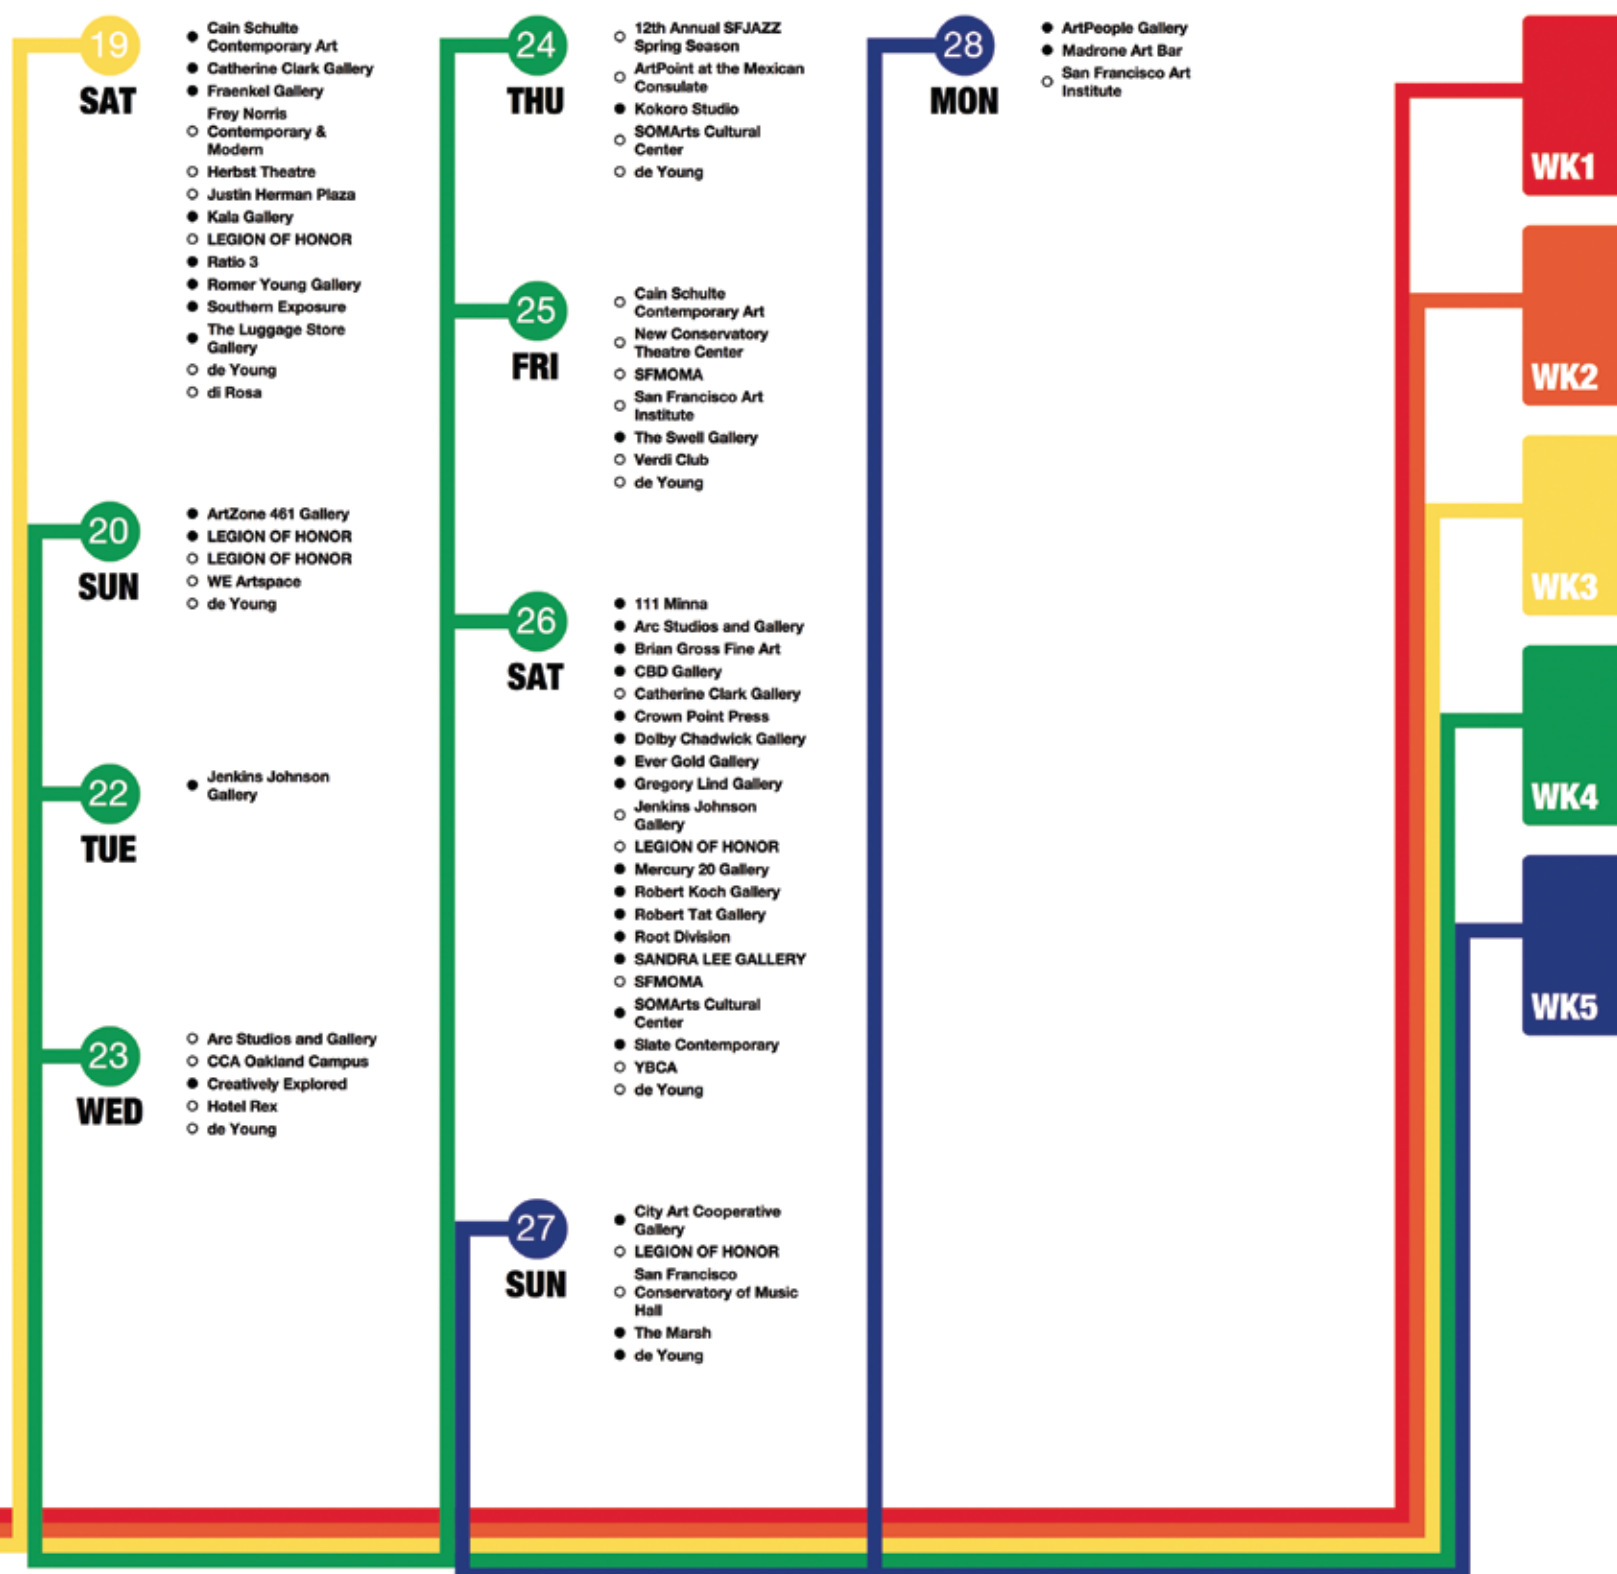 19
SAT
Cain Schulte
Contemporary Art
Catherine Clark Gallery
Fraenkel Gallery
Frey Norris
Contemporary &
Modern
Herbst Theatre
Justin Herman Plaza
Kala Gallery
LEGION OF HONOR
Ratio 3
Romer Young Gallery
Southern Exposure
The Luggage Store
Gallery
de Young
di Rosa
20
SUN
ArtZone 461 Gallery
LEGION OF HONOR
LEGION OF HONOR
WE Artspace
de Young
22
TUE
Jenkins Johnson
Gallery
23
WED
Arc Studios and Gallery
CCA Oakland Campus
Creatively Explored
Hotel Rex
de Young
24
THU
12th Annual SFJAZZ
Spring Season
ArtPoint at the Mexican
Consulate
Kokoro Studio
SOMArts Cultural
Center
de Young
25
FRI
Cain Schulte
Contemporary Art
New Conservatory
Theatre Center
SFMOMA
San Francisco Art
Institute
The Swell Gallery
Verdi Club
de Young
26
SAT
111 Minna
Arc Studios and Gallery
Brian Gross Fine Art
CBD Gallery
Catherine Clark Gallery
Crown Point Press
Dolby Chadwick Gallery
Ever Gold Gallery
Gregory Lind Gallery
Jenkins Johnson
Gallery
LEGION OF HONOR
Mercury 20 Gallery
Robert Koch Gallery
Robert Tat Gallery
Root Division
SANDRA LEE GALLERY
SFMOMA
SOMArts Cultural
Center
Slate Contemporary
YBCA
de Young
27
SUN
City Art Cooperative
Gallery
LEGION OF HONOR
San Francisco
Conservatory of Music
Hall
The Marsh
de Young
28
MON
ArtPeople Gallery
Madrone Art Bar
San Francisco Art
Institute
WK1
WK2
WK3
WK4
WK5